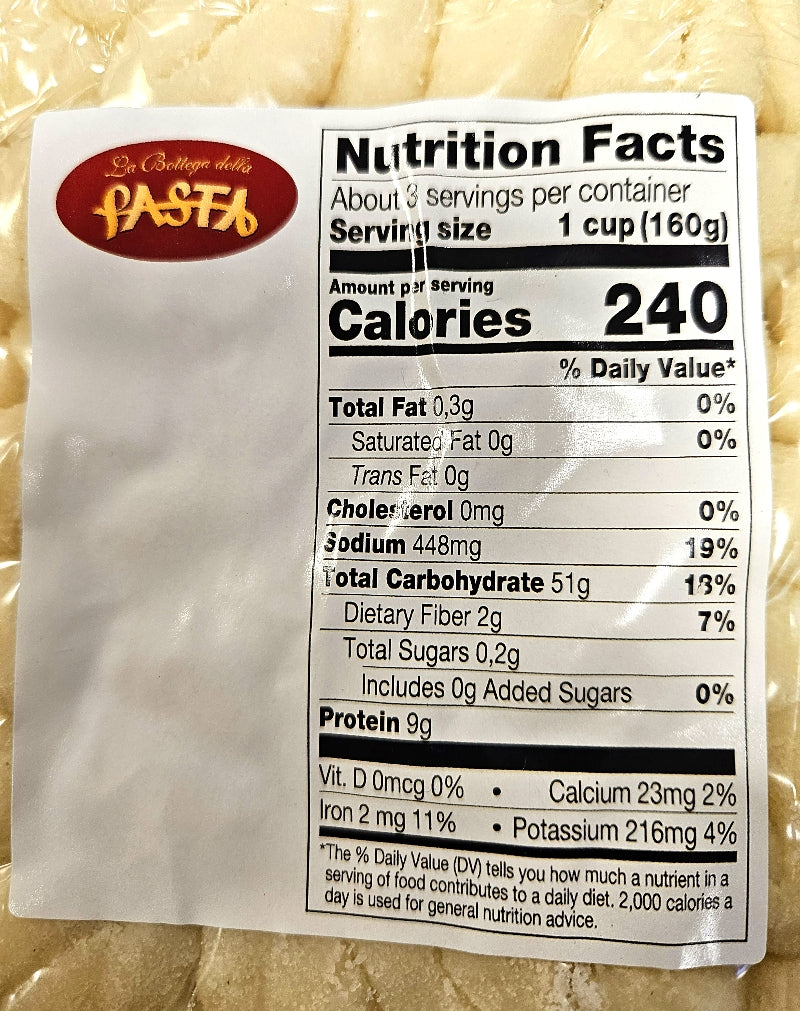 La Bottega della
PASTA
Nutrition Facts
About 3 servings per container
Serving size 1 cup (160g)
Amount per serving
Calories 240
% Daily Value*
Total Fat 0,3g 0%
Saturated Fat 0g 0%
Trans Fat 0g
Cholesterol 0mg 0%
Sodium 448mg 19%
Total Carbohydrate 51g 18%
Dietary Fiber 2g 7%
Total Sugars 0,2g
Includes 0g Added Sugars 0%
Protein 9g
Vit. D 0mcg 0% • Calcium 23mg 2%
Iron 2 mg 11% • Potassium 216mg 4%
*The % Daily Value (DV) tells you how much a nutrient in a
serving of food contributes to a daily diet. 2,000 calories a
day is used for general nutrition advice.